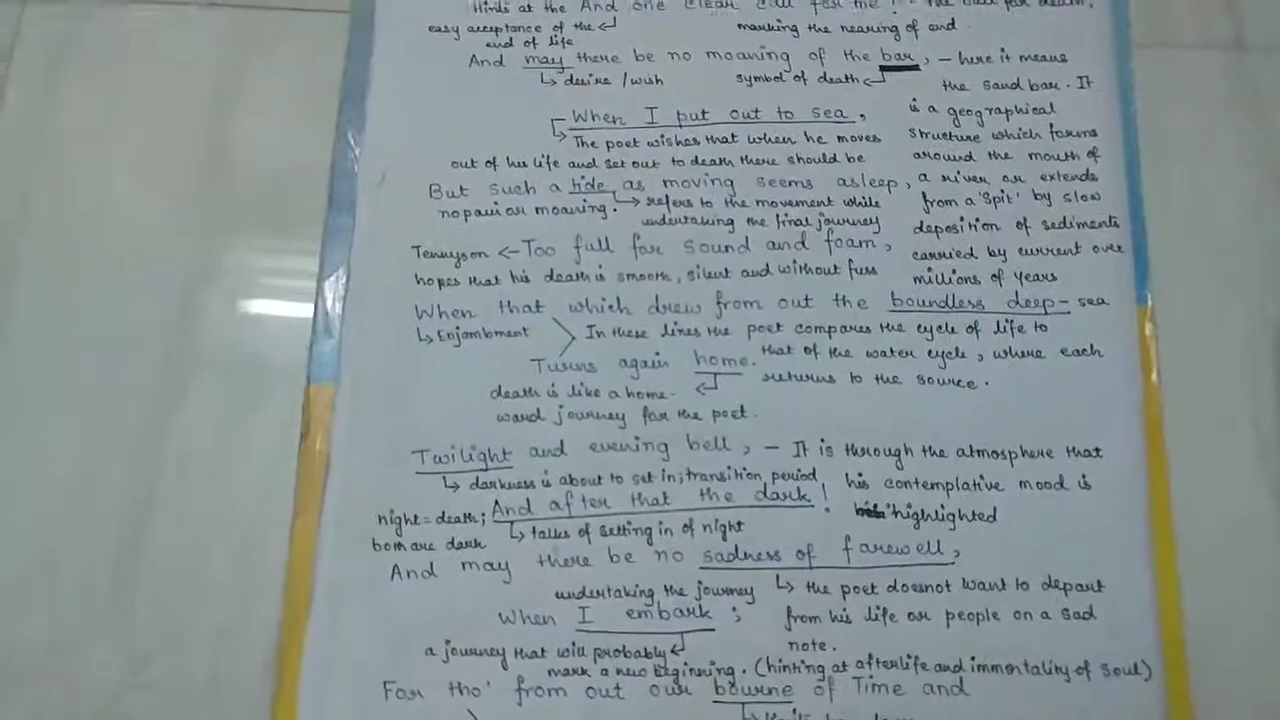 Hints at the And one clear call for me
easy acceptance of the ↲ marking the nearing of end
end of life
And may there be no moaning of the bar, - here it means
↳ desire / wish symbol of death ↲ the sand bar. It
When I put out to sea, is a geographical
↳ The poet wishes that when he moves structure which forms
out of his life and set out to death there should be around the mouth of
But such a tide as moving seems asleep, a river or extends
no pain or moaning. ↳ refers to the movement while from a 'spit' by slow
undertaking the final journey deposition of sediments
Tennyson ← Too full for sound and foam, carried by current over
hopes that his death is smooth, silent and without fuss millions of years
When that which drew from out the boundless deep - sea
↳ Enjambment In these lines the poet compares the cycle of life to
Turns again home. that of the water cycle, where each
death is like a home- ↲ returns to the source.
ward journey for the poet.
Twilight and evening bell, - It is through the atmosphere that
↳ darkness is about to set in; transition period his contemplative mood is
night = death; And after that the dark! highlighted
both are dark ↳ talks of setting in of night
And may there be no sadness of farewell,
undertaking the journey ↳ the poet doesnot want to depart
When I embark; from his life or people on a sad
a journey that will probably ↲ note.
mark a new beginning. (hinting at afterlife and immortality of soul)
For tho' from out our bourne of Time and